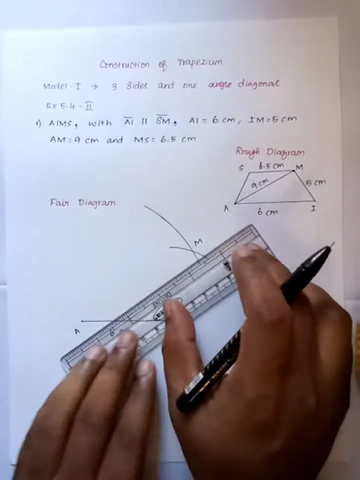 Construction of Trapezium
Model-I → 3 Sides and one diagonal
Ex 5.4 - II
1) AIMS, with AI || SM, AI = 6 cm, IM = 5 cm
AM = 9 cm and MS = 6.5 cm
Rough Diagram
S 6.5 cm M
9 cm 5 cm
A 6 cm I
Fair Diagram
M
A